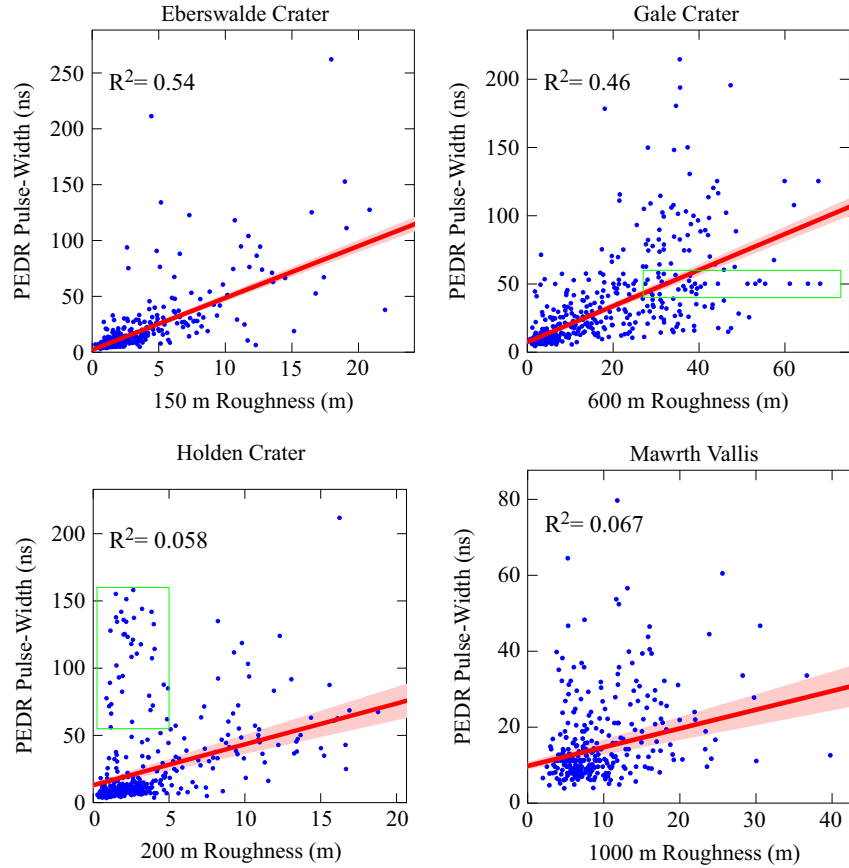 Eberswalde Crater
R²= 0.54
PEDR Pulse-Width (ns)
250
200
150
100
50
0
0 5 10 15 20
150 m Roughness (m)
Gale Crater
R²= 0.46
PEDR Pulse-Width (ns)
200
150
100
50
0
0 20 40 60
600 m Roughness (m)
Holden Crater
R²= 0.058
PEDR Pulse-Width (ns)
200
150
100
50
0
0 5 10 15 20
200 m Roughness (m)
Mawrth Vallis
R²= 0.067
PEDR Pulse-Width (ns)
80
60
40
20
0
0 10 20 30 40
1000 m Roughness (m)